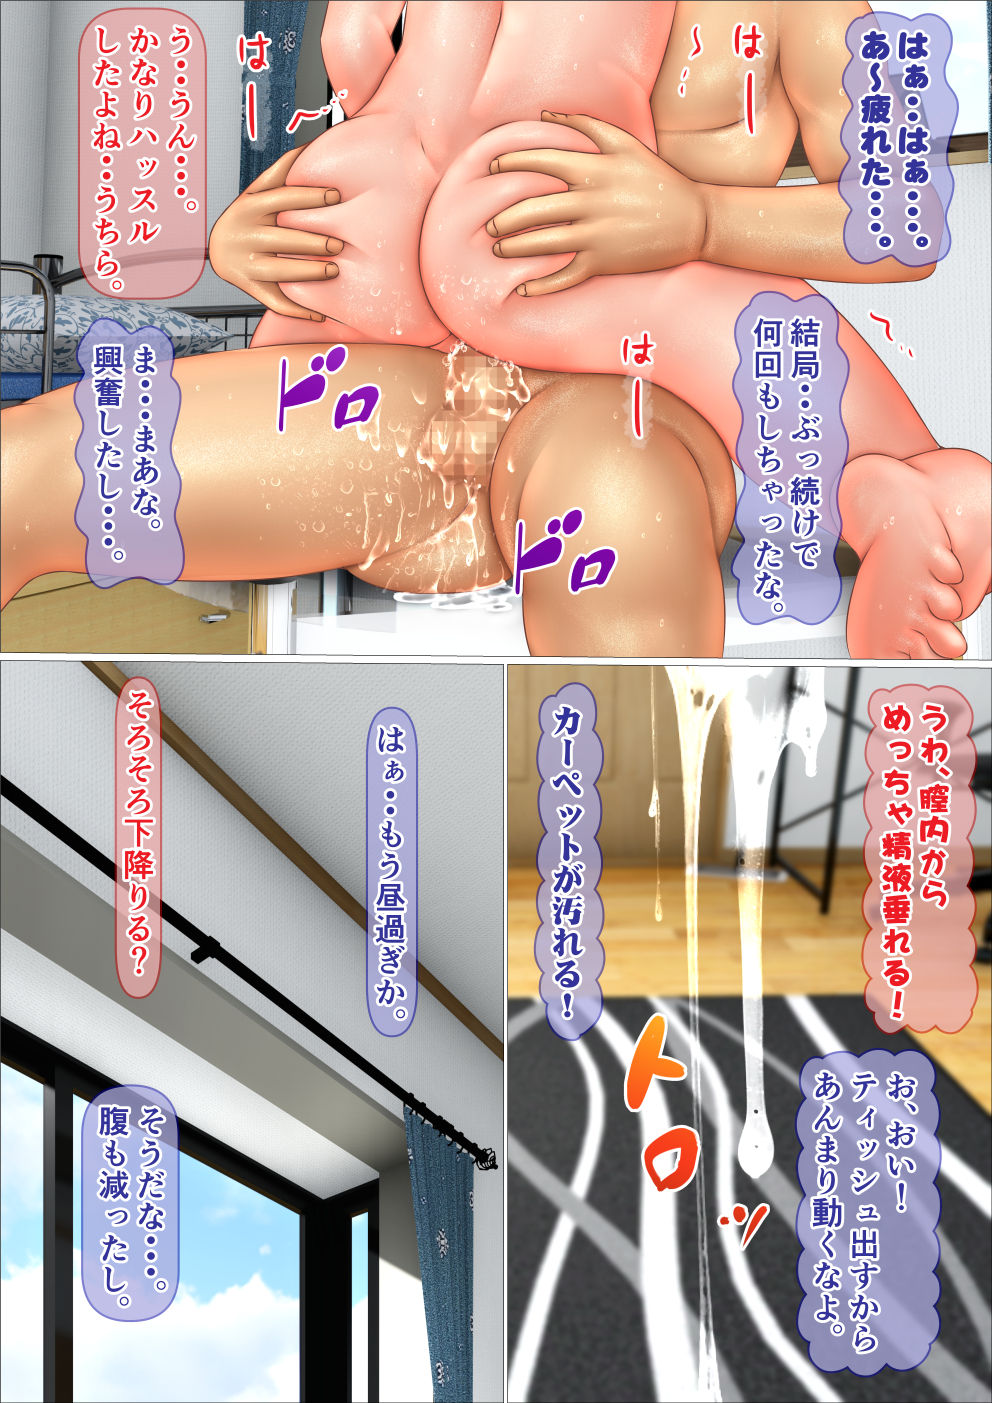 はぁ‥はぁ‥‥。
あ～疲れた‥‥。
は｜
は｜
う‥うん‥‥。
かなりハッスル
したよね‥うちら。
結局‥ぶっ続けで
何回もしちゃったな。
は｜
ドロ
ま‥‥まあな。
興奮したし‥‥。
ドロ
うわ、膣内から
めっちゃ精液垂れる！
お、おい！
ティッシュ出すから
あんまり動くなよ。
カーペットが汚れる！
トロッ
はぁ‥もう昼過ぎか。
そろそろ下降りる？
そうだな‥‥。
腹も減ったし。